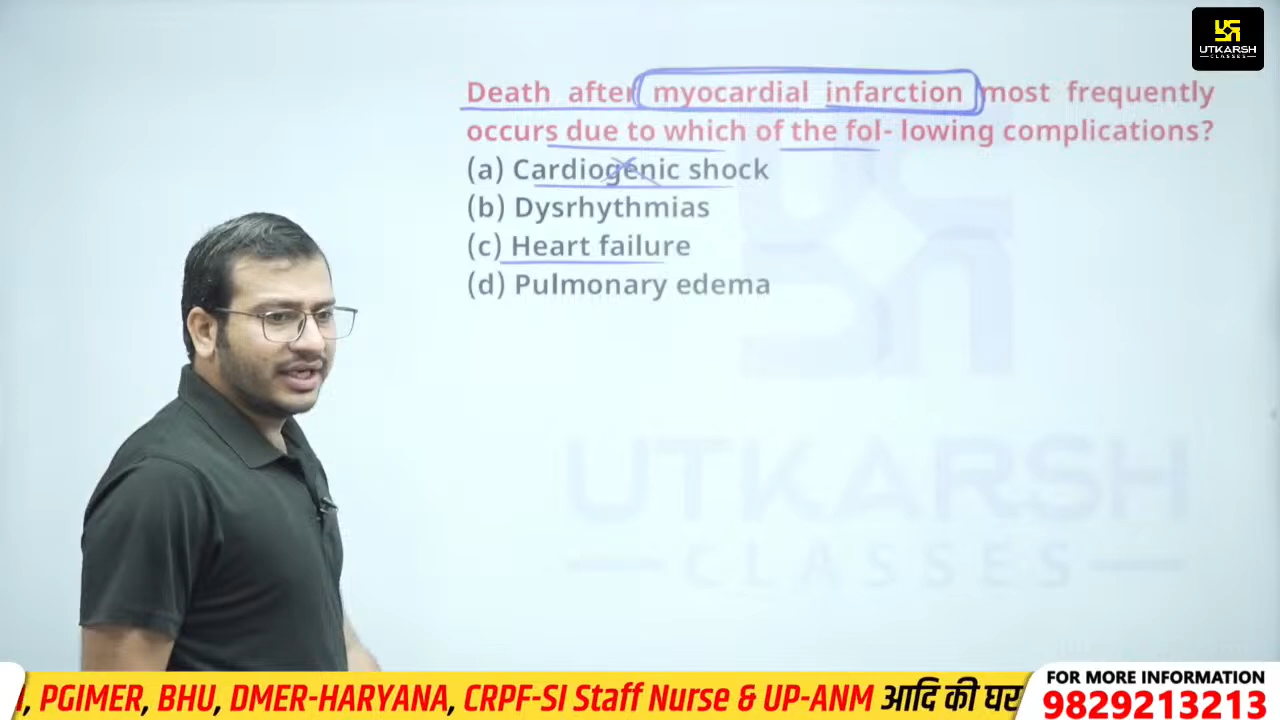 UTKARSH
CLASSES
Death after myocardial infarction most frequently
occurs due to which of the fol- lowing complications?
(a) Cardiogenic shock
(b) Dysrhythmias
(c) Heart failure
(d) Pulmonary edema
UTKARSH
CLASSES
PGIMER, BHU, DMER-HARYANA, CRPF-SI Staff Nurse & UP-ANM आदि की घर
FOR MORE INFORMATION
9829213213